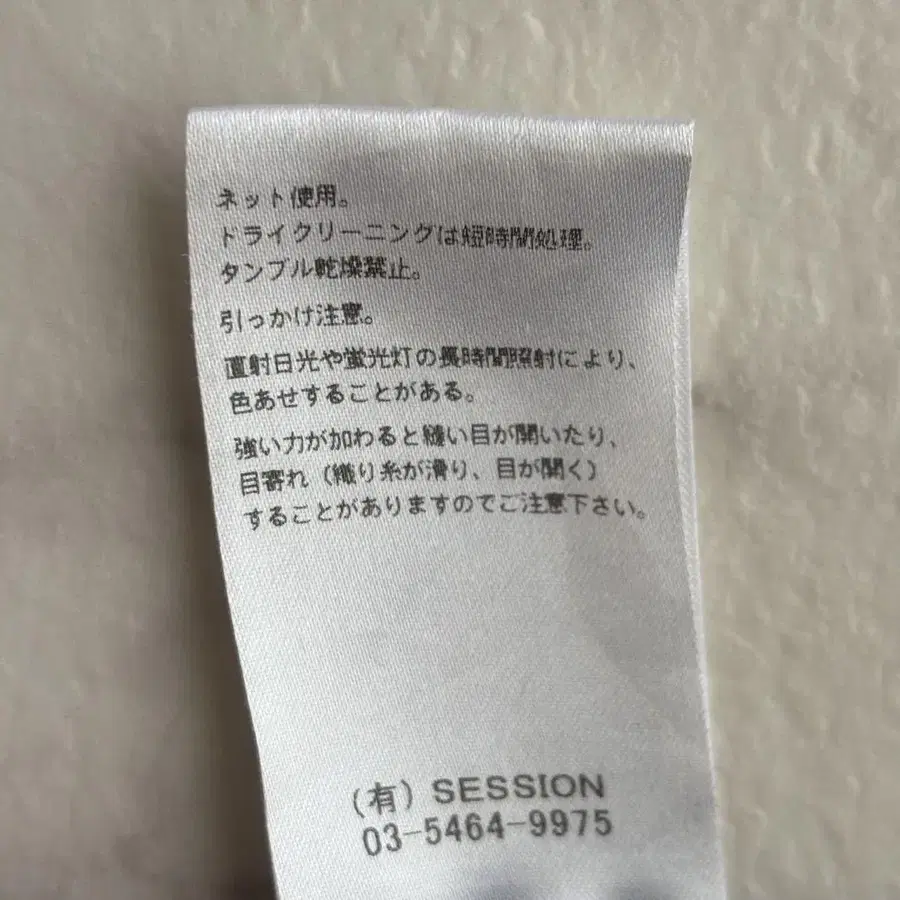 ネット使用。
ドライクリーニングは短時間処理。
タンブル乾燥禁止。
引っかけ注意。
直射日光や蛍光灯の長時間照射により、
色あせすることがある。
強い力が加わると縫い目が開いたり、
目寄れ（織り糸が滑り、目が開く）
することがありますのでご注意下さい。
（有）SESSION
03-5464-9975